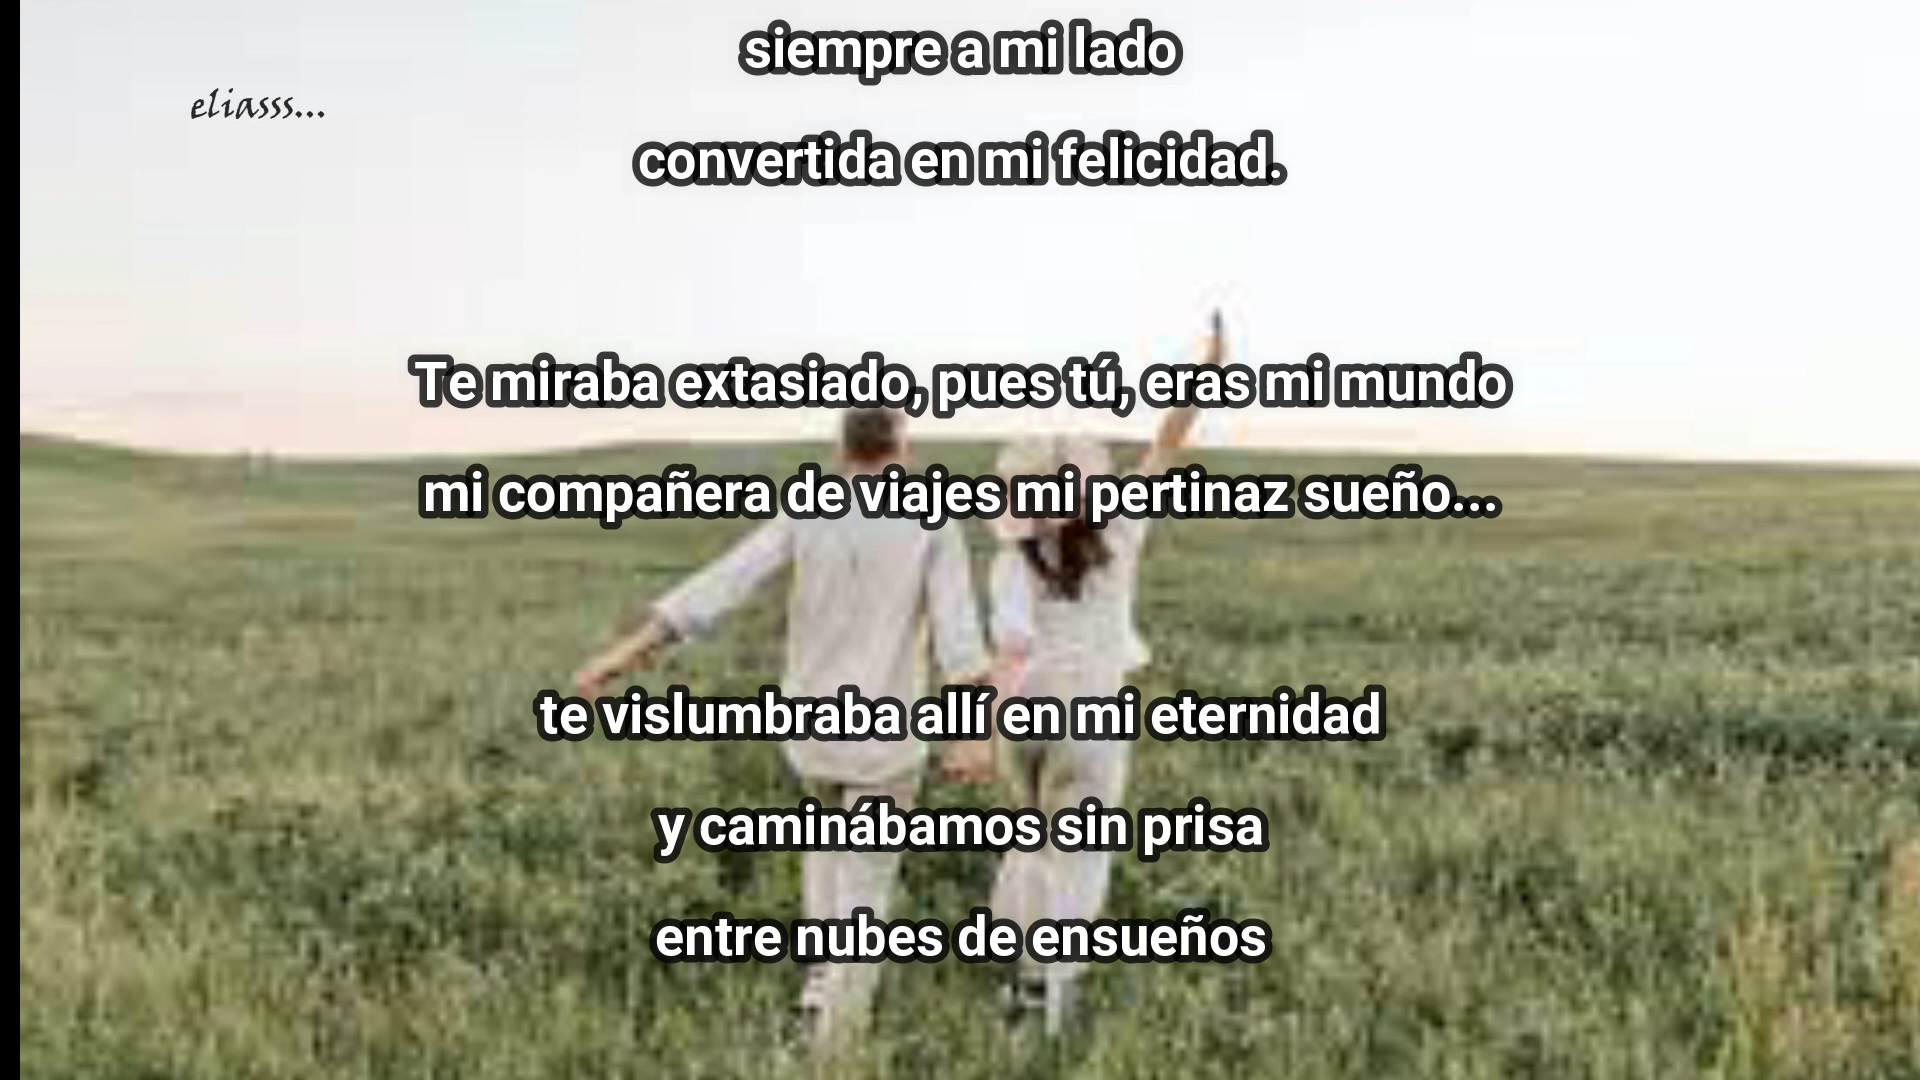 siempre a mi lado
eliasss...
convertida en mi felicidad.
Te miraba extasiado, pues tú, eras mi mundo
mi compañera de viajes mi pertinaz sueño...
te vislumbraba allí en mi eternidad
y caminábamos sin prisa
entre nubes de ensueños